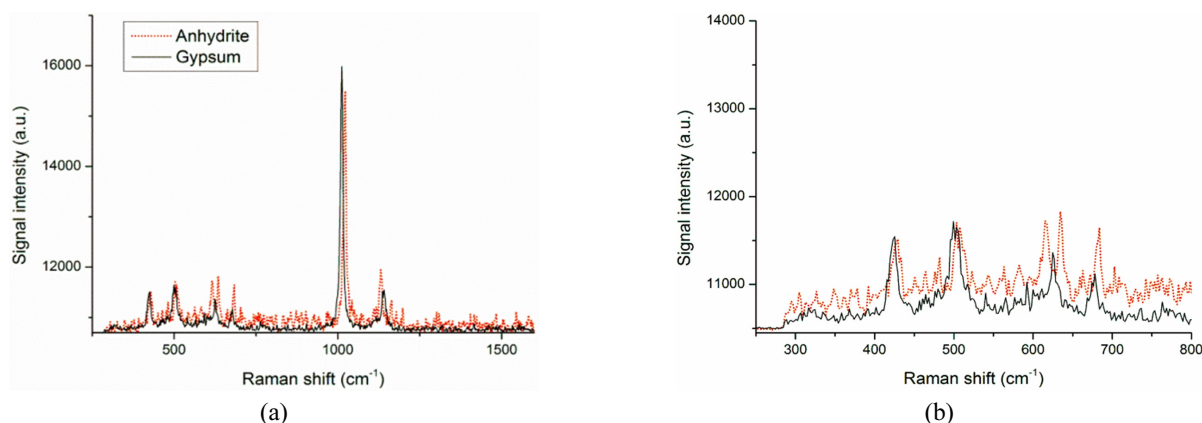 Anhydrite
Gypsum
16000
14000
12000
Signal intensity (a.u.)
500
1000
1500
Raman shift (cm⁻¹)
(a)
14000
13000
12000
11000
Signal intensity (a.u.)
300
400
500
600
700
800
Raman shift (cm⁻¹)
(b)